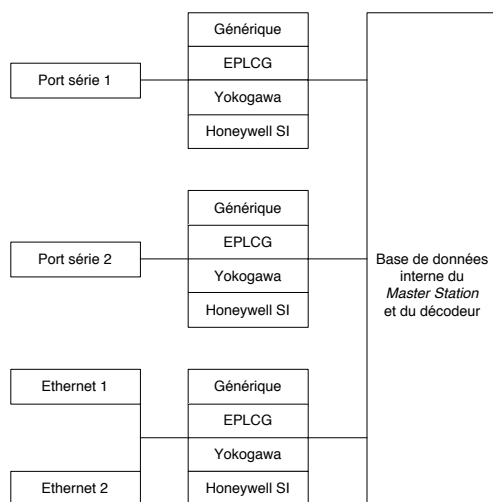 Générique
EPLCG
Port série 1
Yokogawa
Honeywell SI
Générique
EPLCG
Port série 2
Yokogawa
Honeywell SI
Base de données
interne du
Master Station
et du décodeur
Ethernet 1
Générique
EPLCG
Yokogawa
Ethernet 2
Honeywell SI